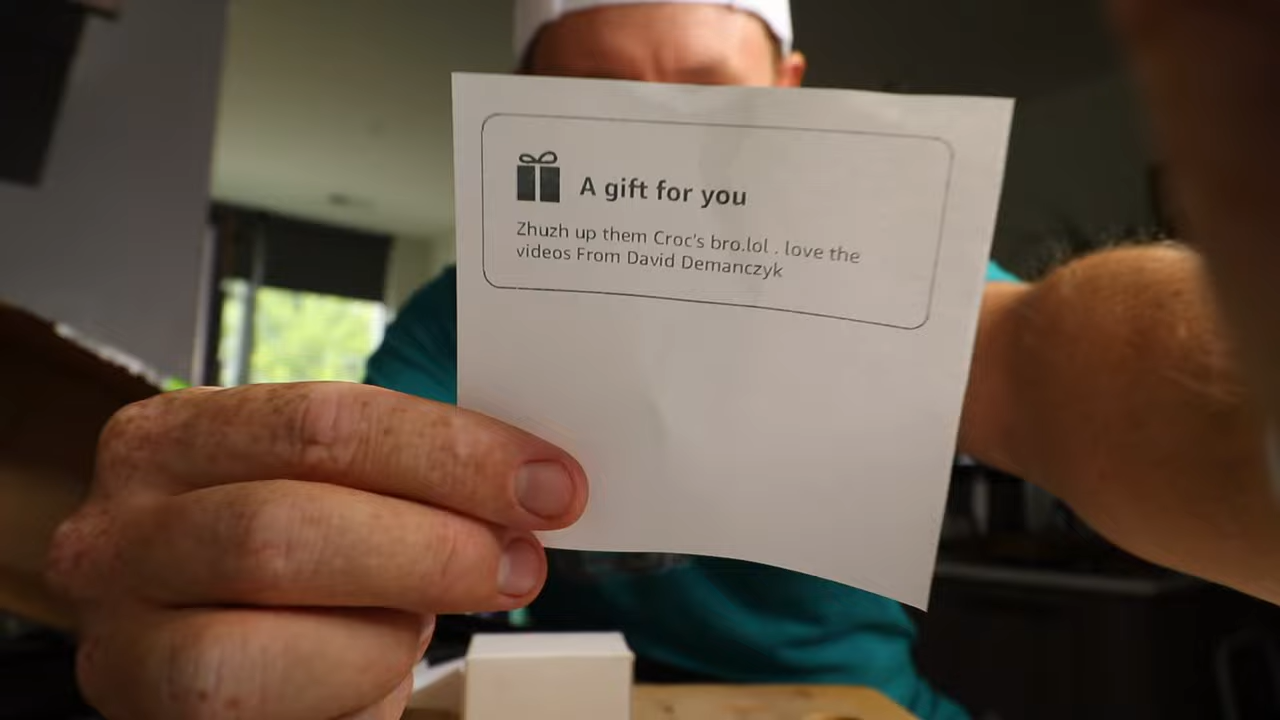 A gift for you
Zhuzh up them Croc's bro.lol . love the
videos From David Demanczyk